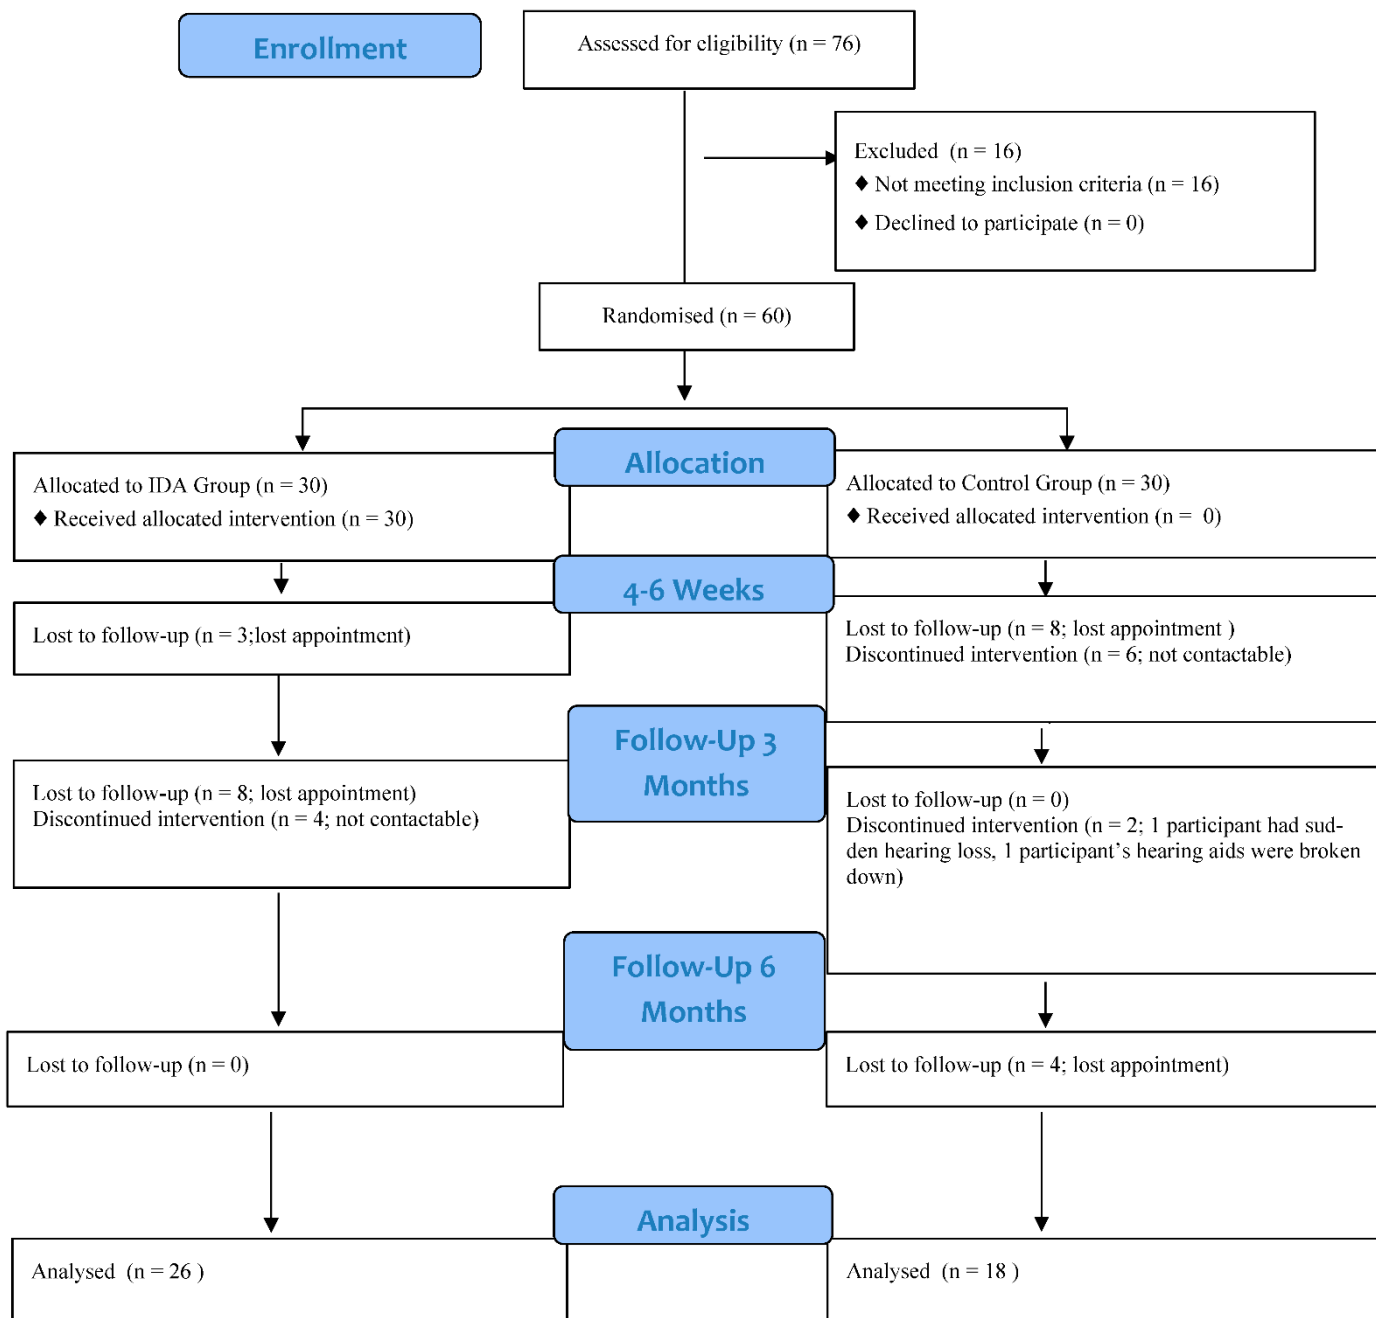 Enrollment
Assessed for eligibility (n = 76)
Excluded (n = 16)
♦ Not meeting inclusion criteria (n = 16)
♦ Declined to participate (n = 0)
Randomised (n = 60)
Allocation
Allocated to IDA Group (n = 30)
♦ Received allocated intervention (n = 30)
Allocated to Control Group (n = 30)
♦ Received allocated intervention (n = 0)
4-6 Weeks
Lost to follow-up (n = 3;lost appointment)
Lost to follow-up (n = 8; lost appointment )
Discontinued intervention (n = 6; not contactable)
Follow-Up 3
Months
Lost to follow-up (n = 8; lost appointment)
Discontinued intervention (n = 4; not contactable)
Lost to follow-up (n = 0)
Discontinued intervention (n = 2; 1 participant had sud-
den hearing loss, 1 participant's hearing aids were broken
down)
Follow-Up 6
Months
Lost to follow-up (n = 0)
Lost to follow-up (n = 4; lost appointment)
Analysis
Analysed (n = 26 )
Analysed (n = 18 )